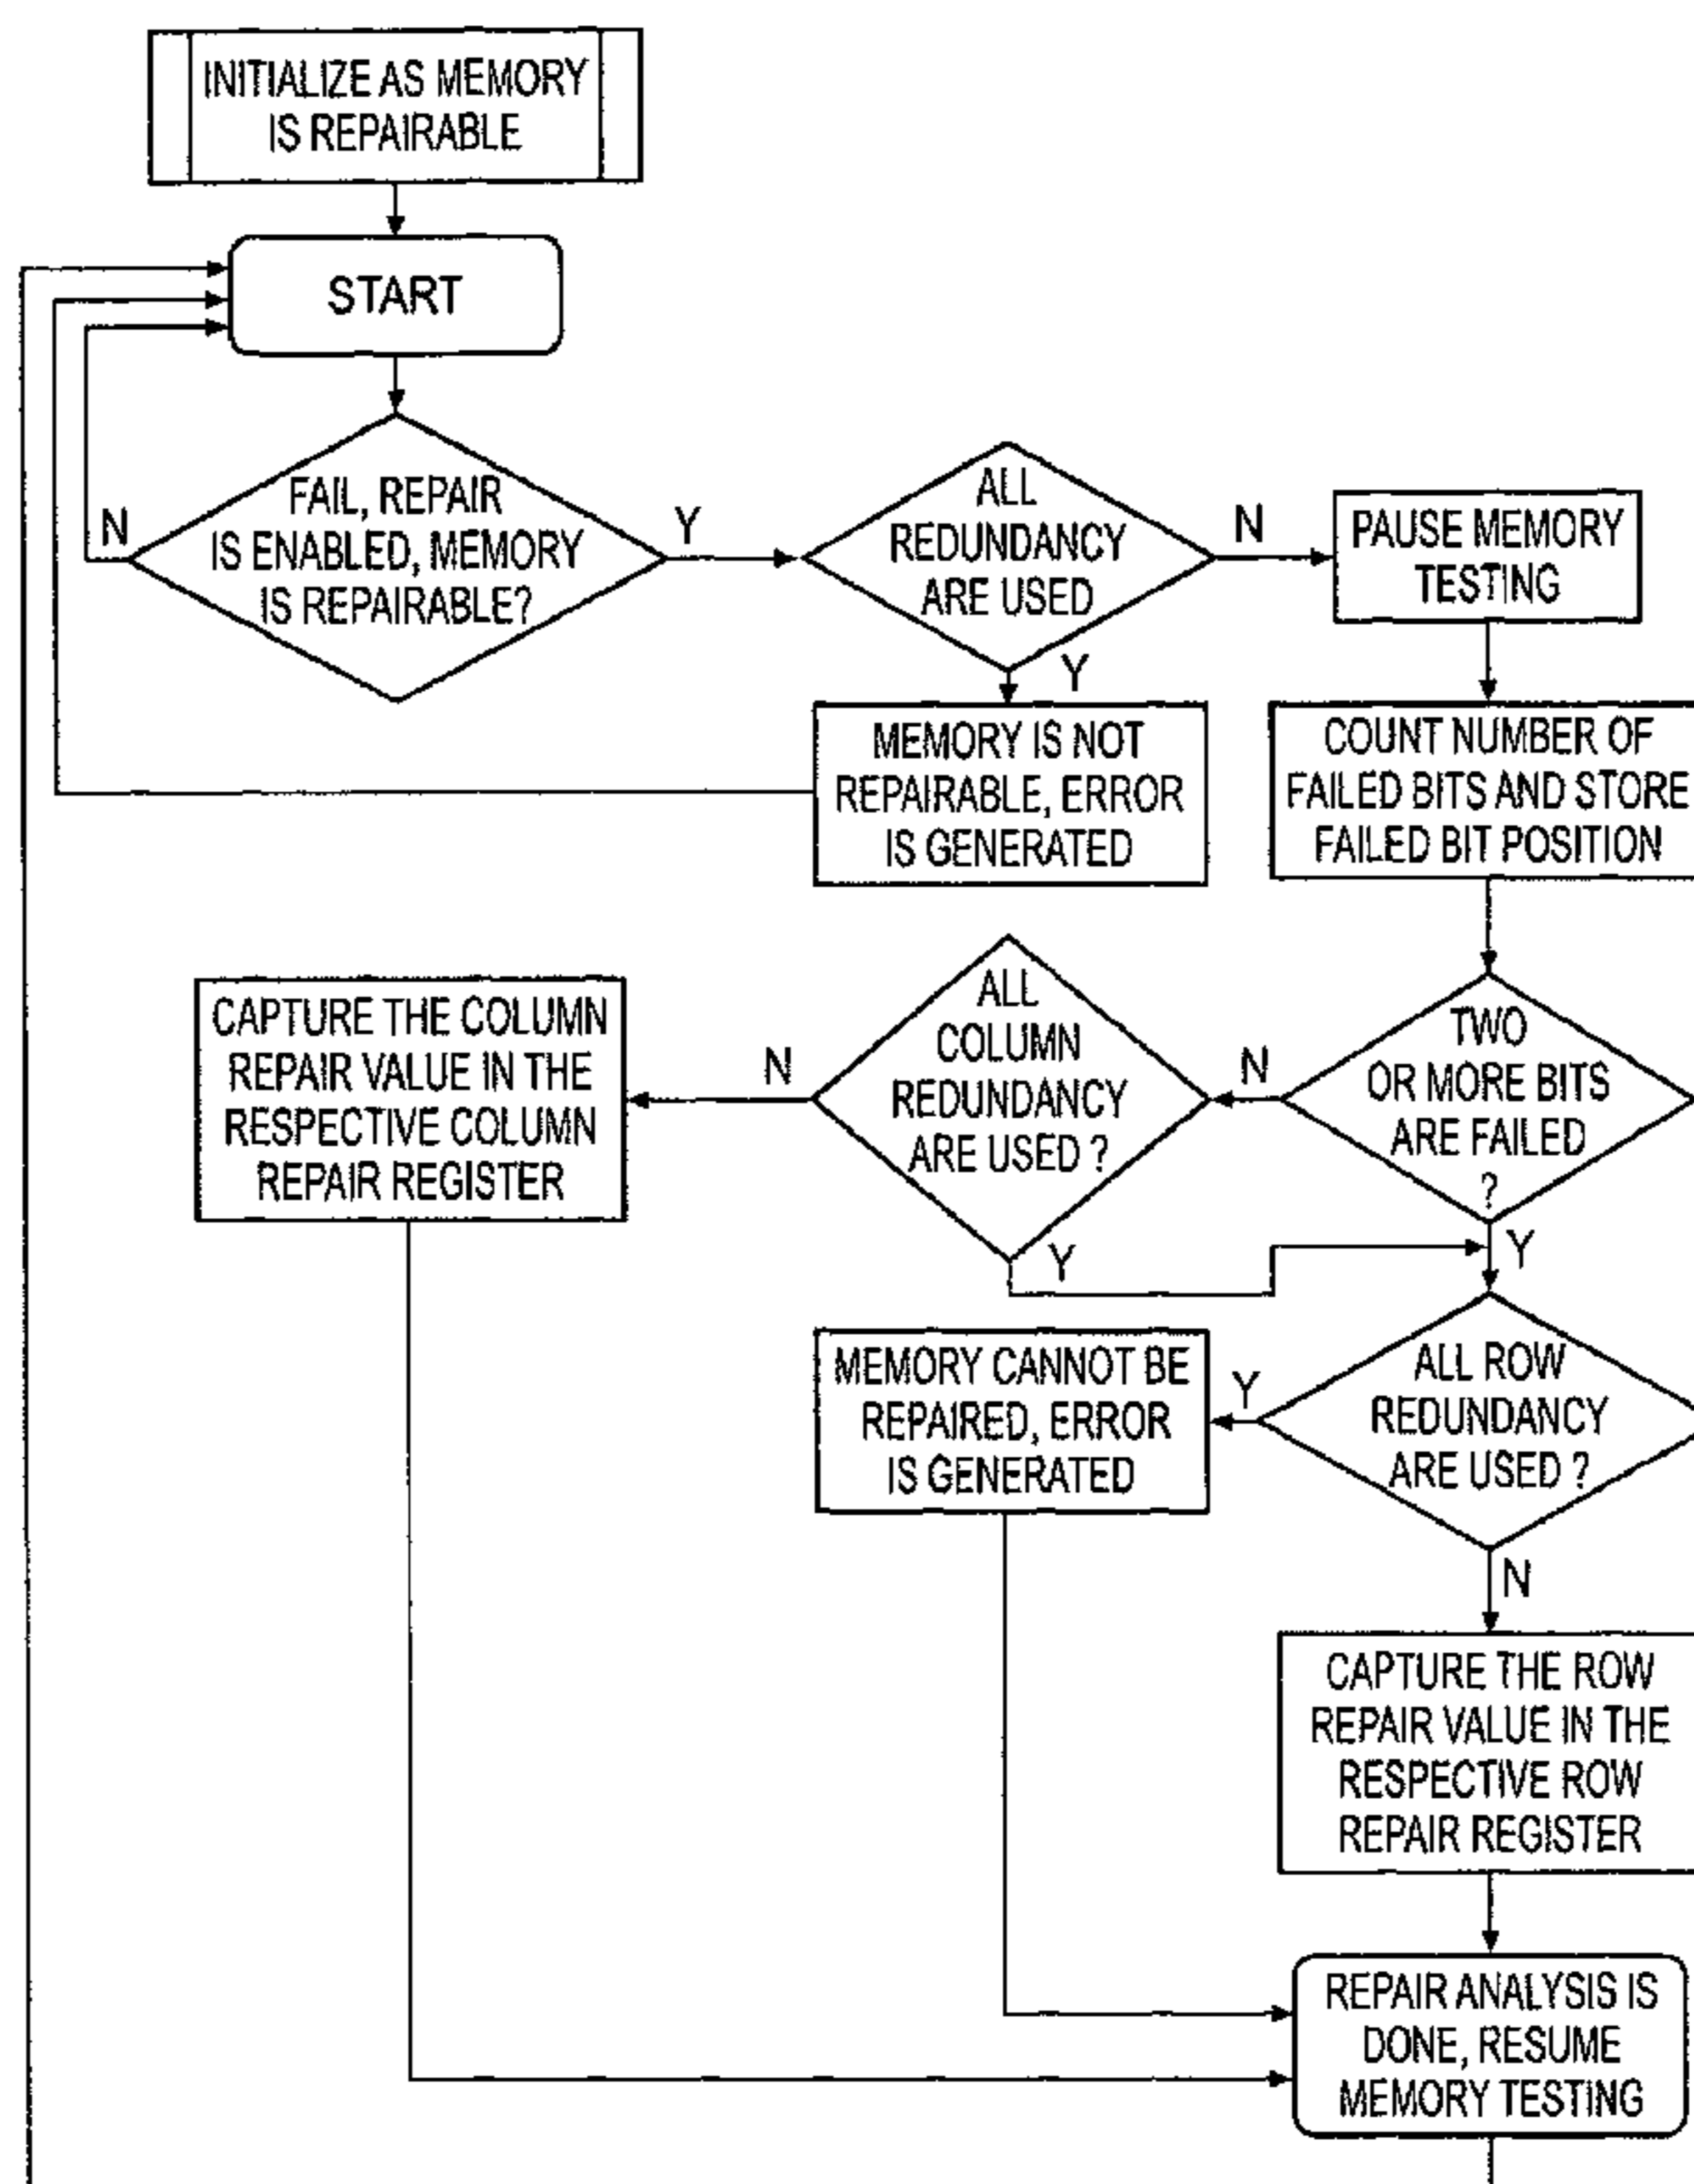 INITIALIZE AS MEMORY
IS REPAIRABLE
START
FAIL, REPAIR
IS ENABLED, MEMORY
IS REPAIRABLE?
N
Y
ALL
REDUNDANCY
ARE USED
N
Y
PAUSE MEMORY
TESTING
MEMORY IS NOT
REPAIRABLE, ERROR
IS GENERATED
COUNT NUMBER OF
FAILED BITS AND STORE
FAILED BIT POSITION
TWO
OR MORE BITS
ARE FAILED
?
N
Y
ALL
COLUMN
REDUNDANCY
ARE USED ?
N
Y
CAPTURE THE COLUMN
REPAIR VALUE IN THE
RESPECTIVE COLUMN
REPAIR REGISTER
ALL ROW
REDUNDANCY
ARE USED ?
Y
N
MEMORY CANNOT BE
REPAIRED, ERROR
IS GENERATED
CAPTURE THE ROW
REPAIR VALUE IN THE
RESPECTIVE ROW
REPAIR REGISTER
REPAIR ANALYSIS IS
DONE, RESUME
MEMORY TESTING